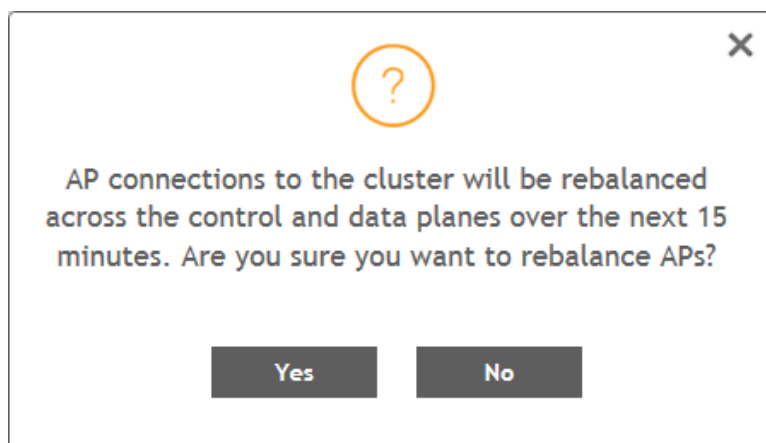 ?
AP connections to the cluster will be rebalanced
across the control and data planes over the next 15
minutes. Are you sure you want to rebalance APs?
Yes No